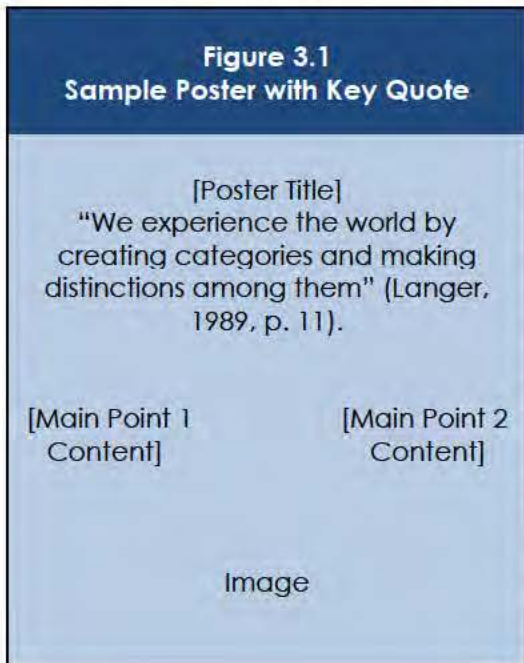 Figure 3.1
Sample Poster with Key Quote
[Poster Title]
“We experience the world by
creating categories and making
distinctions among them” (Langer,
1989, p. 11).
[Main Point 1
Content]
[Main Point 2
Content]
Image